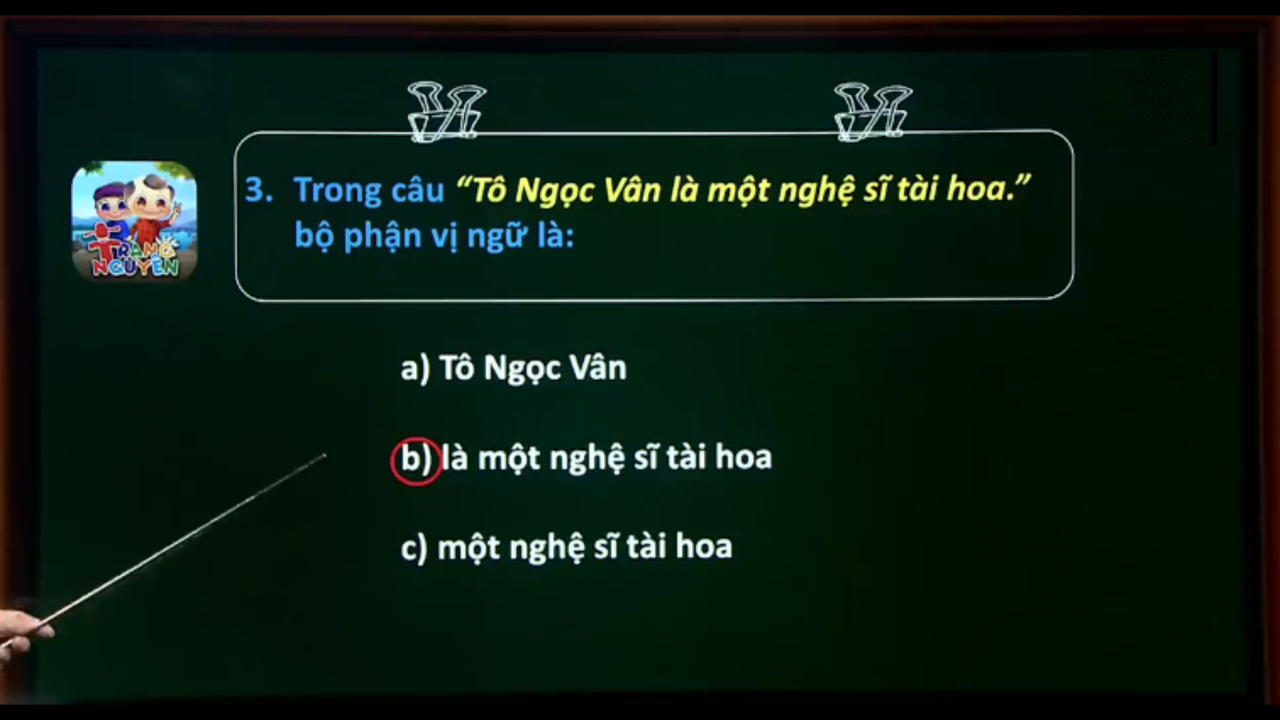 3. Trong câu “Tô Ngọc Vân là một nghệ sĩ tài hoa.”
bộ phận vị ngữ là:
TRẠNG
NGUYÊN
a) Tô Ngọc Vân
b) là một nghệ sĩ tài hoa
c) một nghệ sĩ tài hoa